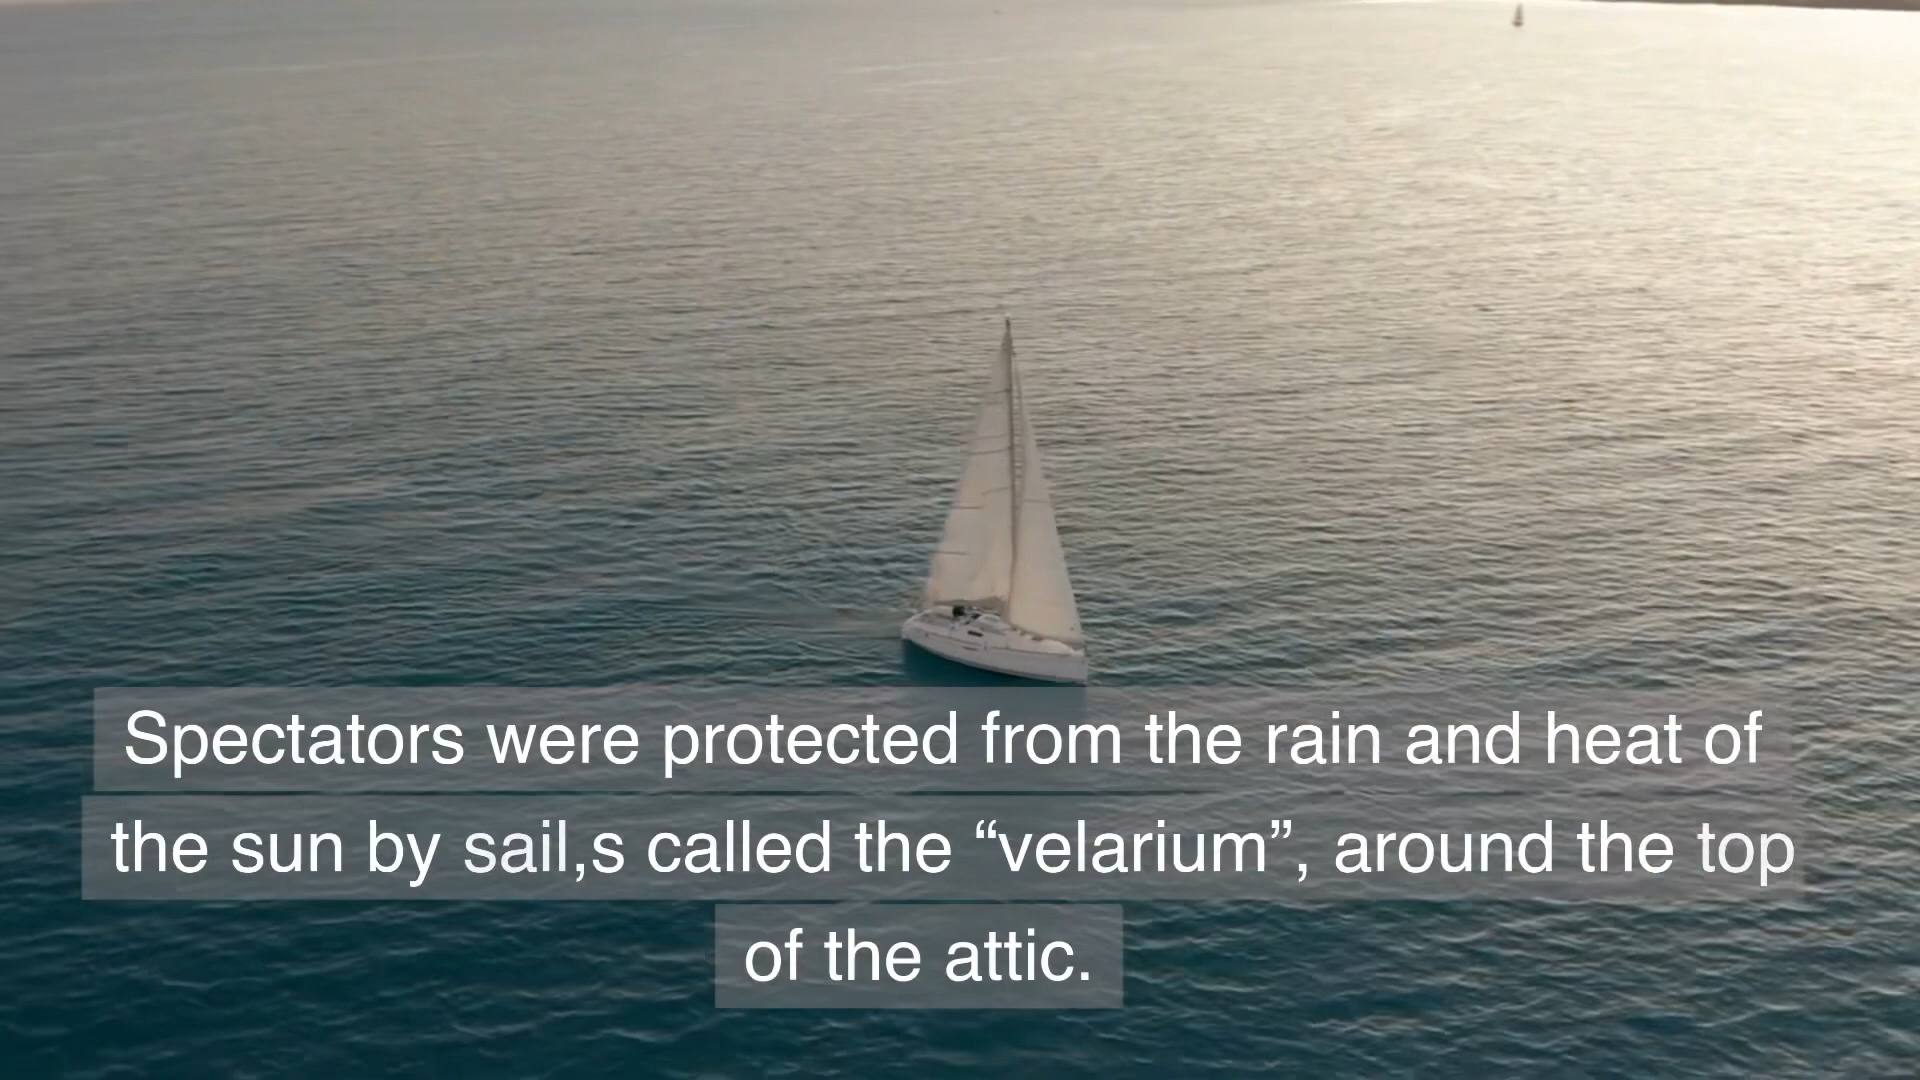 Spectators were protected from the rain and heat of
the sun by sail,s called the “velarium”, around the top
of the attic.